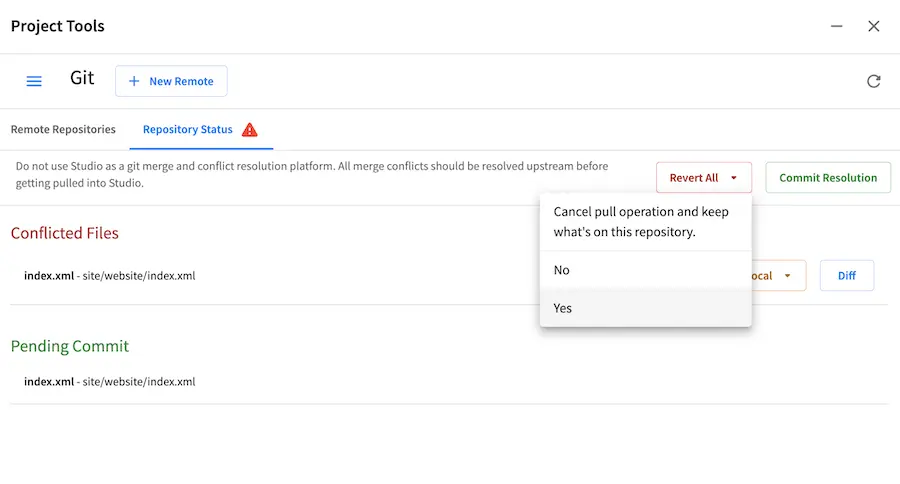 Project Tools
Git
New Remote
Remote Repositories
Repository Status
Do not use Studio as a git merge and conflict resolution platform. All merge conflicts should be resolved upstream before
getting pulled into Studio.
Revert All
Commit Resolution
Cancel pull operation and keep
what's on this repository.
No
Yes
Conflicted Files
index.xml - site/website/index.xml
Diff
Pending Commit
index.xml - site/website/index.xml